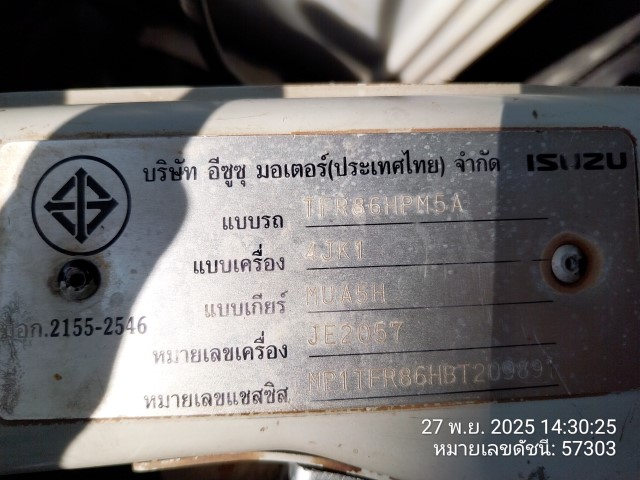 บริษัท อีซูซุ มอเตอร์(ประเทศไทย) จำกัด ISUZU
แบบรถ TFR86HPM5A
แบบเครื่อง 4JK1
แบบเกียร์ MUA5H
มอก.2155-2546
หมายเลขเครื่อง JE2057
หมายเลขแชสซิส
27 พ.ย. 2025 14:30:25
หมายเลขดัชนี: 57303